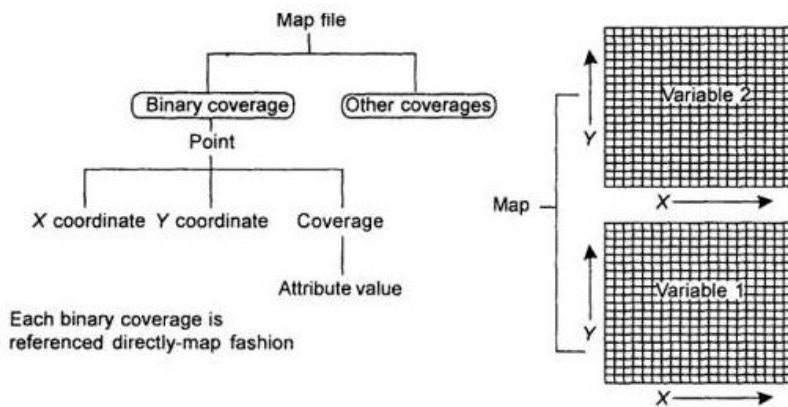 Map file
Binary coverage
Other coverages
Point
X coordinate Y coordinate Coverage
Attribute value
Each binary coverage is
referenced directly-map fashion
Map
Variable 2
Y
X
Variable 1
Y
X